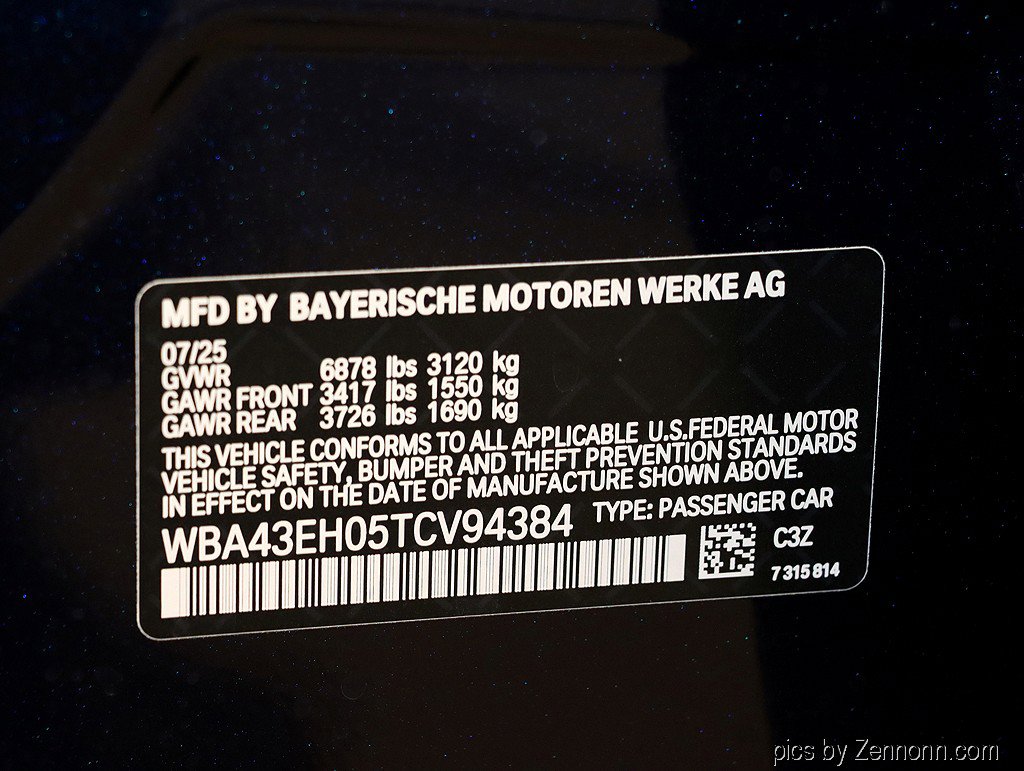 MFD BY BAYERISCHE MOTOREN WERKE AG
07/25
GVWR 6878 lbs 3120 kg
GAWR FRONT 3417 lbs 1550 kg
GAWR REAR 3726 lbs 1690 kg
THIS VEHICLE CONFORMS TO ALL APPLICABLE U.S.FEDERAL MOTOR
VEHICLE SAFETY, BUMPER AND THEFT PREVENTION STANDARDS
IN EFFECT ON THE DATE OF MANUFACTURE SHOWN ABOVE.
WBA43EH05TCV94384 TYPE: PASSENGER CAR
C3Z
7 315 814
pics by Zennonn.com